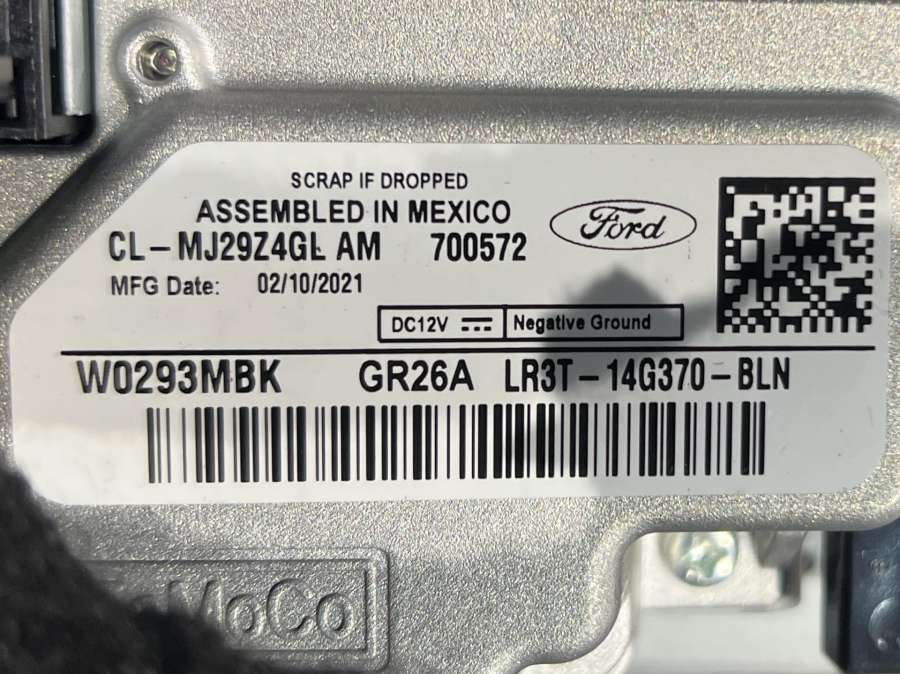 SCRAP IF DROPPED
ASSEMBLED IN MEXICO
Ford
CL-MJ29Z4GL AM 700572
MFG Date: 02/10/2021
DC12V Negative Ground
W0293MBK GR26A LR3T-14G370-BLN
MoCo